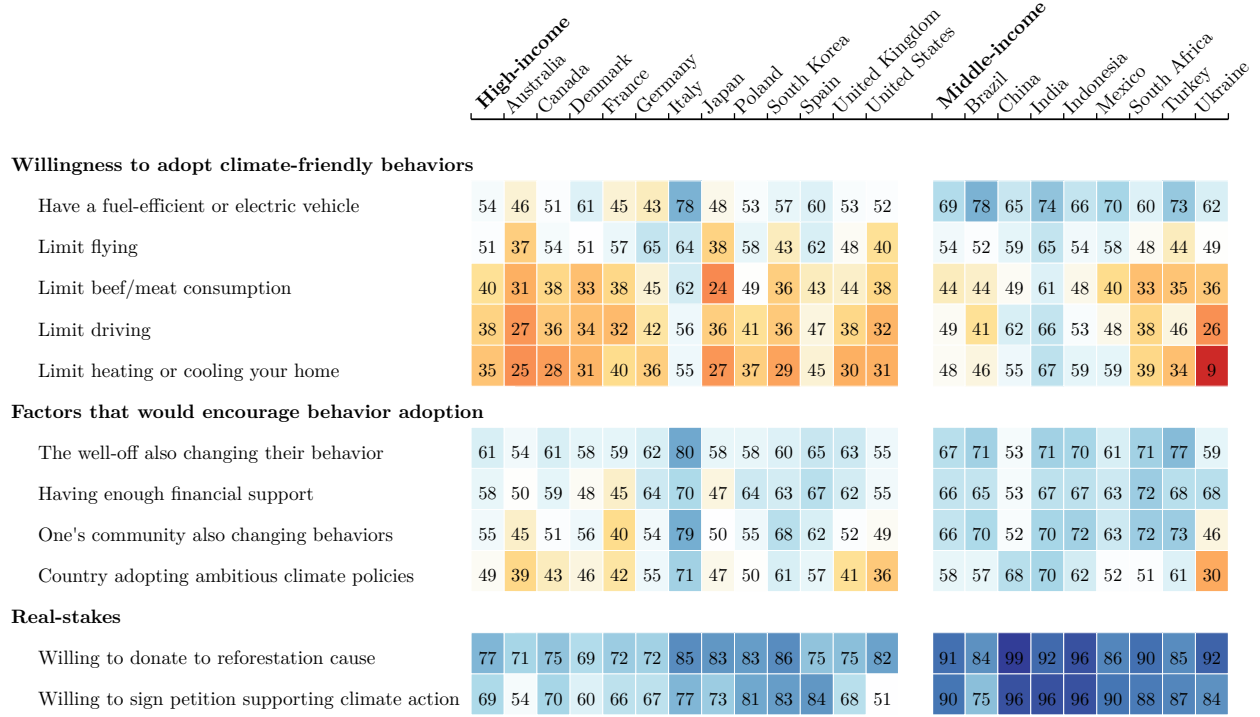 High-income Australia Canada Denmark France Germany Italy Japan Poland South Korea Spain United Kingdom United States Middle-income Brazil China India Indonesia Mexico South Africa Turkey Ukraine
Willingness to adopt climate-friendly behaviors
Have a fuel-efficient or electric vehicle 54 46 51 61 45 43 78 48 53 57 60 53 52 69 78 65 74 66 70 60 73 62
Limit flying 51 37 54 51 57 65 64 38 58 43 62 48 40 54 52 59 65 54 58 48 44 49
Limit beef/meat consumption 40 31 38 33 38 45 62 24 49 36 43 44 38 44 44 49 61 48 40 33 35 36
Limit driving 38 27 36 34 32 42 56 36 41 36 47 38 32 49 41 62 66 53 48 38 46 26
Limit heating or cooling your home 35 25 28 31 40 36 55 27 37 29 45 30 31 48 46 55 67 59 59 39 34 9
Factors that would encourage behavior adoption
The well-off also changing their behavior 61 54 61 58 59 62 80 58 58 60 65 63 55 67 71 53 71 70 61 71 77 59
Having enough financial support 58 50 59 48 45 64 70 47 64 63 67 62 55 66 65 53 67 67 63 72 68 68
One's community also changing behaviors 55 45 51 56 40 54 79 50 55 68 62 52 49 66 70 52 70 72 63 72 73 46
Country adopting ambitious climate policies 49 39 43 46 42 55 71 47 50 61 57 41 36 58 57 68 70 62 52 51 61 30
Real-stakes
Willing to donate to reforestation cause 77 71 75 69 72 72 85 83 83 86 75 75 82 91 84 99 92 96 86 90 85 92
Willing to sign petition supporting climate action 69 54 70 60 66 67 77 73 81 83 84 68 51 90 75 96 96 96 90 88 87 84